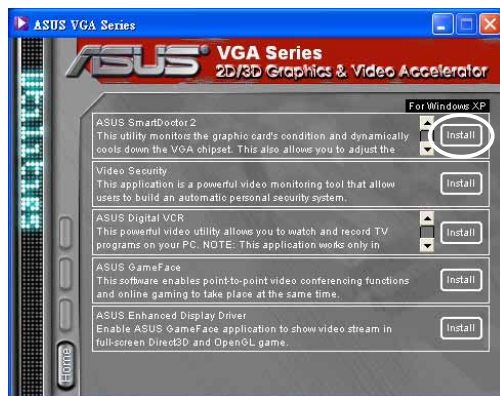 ASUS VGA Series
ASUS VGA Series
2D/3D Graphics & Video Accelerator
For Windows XP
ASUS SmartDoctor 2
This utility monitors the graphic card's condition and dynamically
cools down the VGA chipset. This also allows you to adjust the
Install
Video Security
This application is a powerful video monitoring tool that allow
users to build an automatic personal security system.
Install
ASUS Digital VCR
This powerful video utility allows you to watch and record TV
programs on your PC. NOTE: This application works only in
Install
ASUS GameFace
This software enables point-to-point video conferencing functions
and online gaming to take place at the same time.
Install
ASUS Enhanced Display Driver
Enable ASUS GameFace application to show video stream in
full-screen Direct3D and OpenGL game.
Install
Home